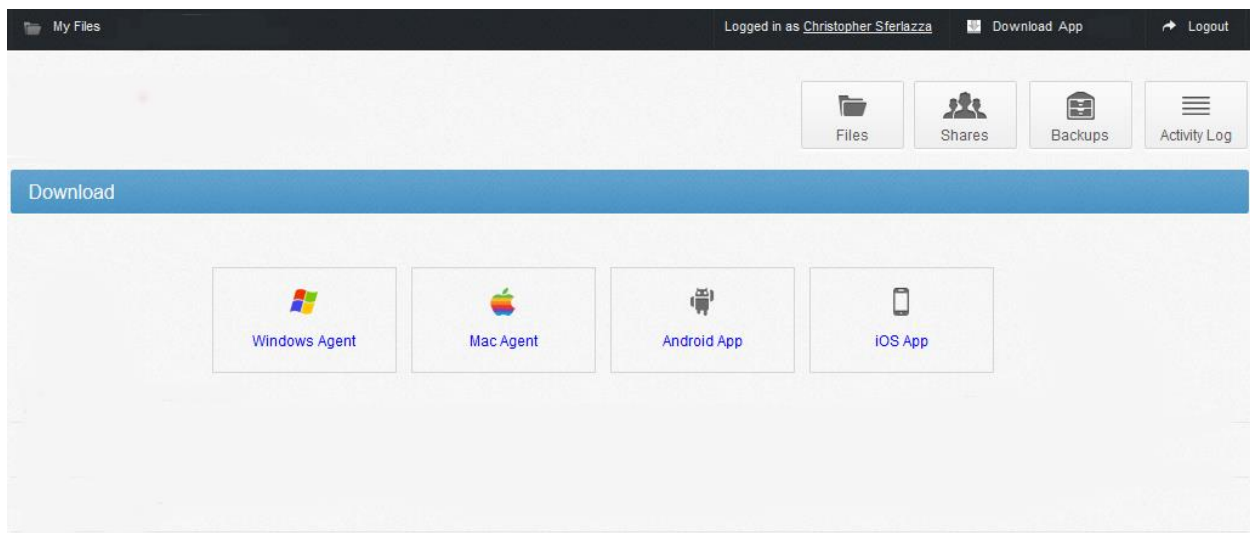 My Files Logged in as Christopher Sferlazza Download App Logout
Files Shares Backups Activity Log
Download
Windows Agent Mac Agent Android App iOS App